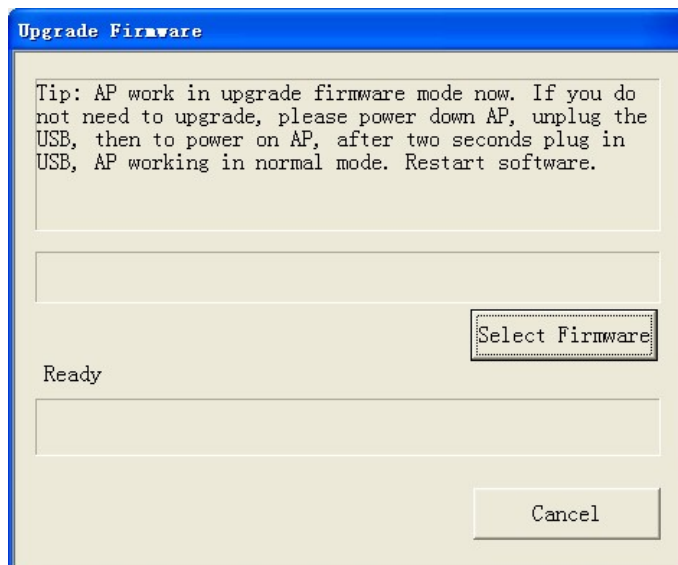 Upgrade Firmware
Tip: AP work in upgrade firmware mode now. If you do
not need to upgrade, please power down AP, unplug the
USB, then to power on AP, after two seconds plug in
USB, AP working in normal mode. Restart software.
Select Firmware
Ready
Cancel